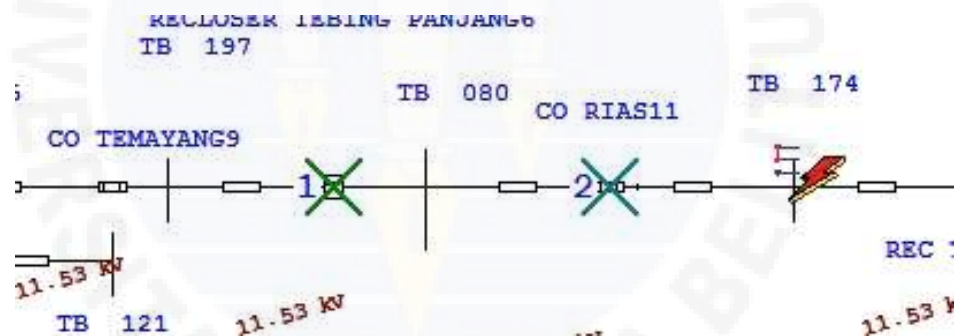 RECLOSER TEBING PANJANG6
TB 197
TB 080
TB 174
CO RIAS11
CO TEMAYANG9
1
2
REC
11.53 kV
11.53 kV
11.53 k
TB 121